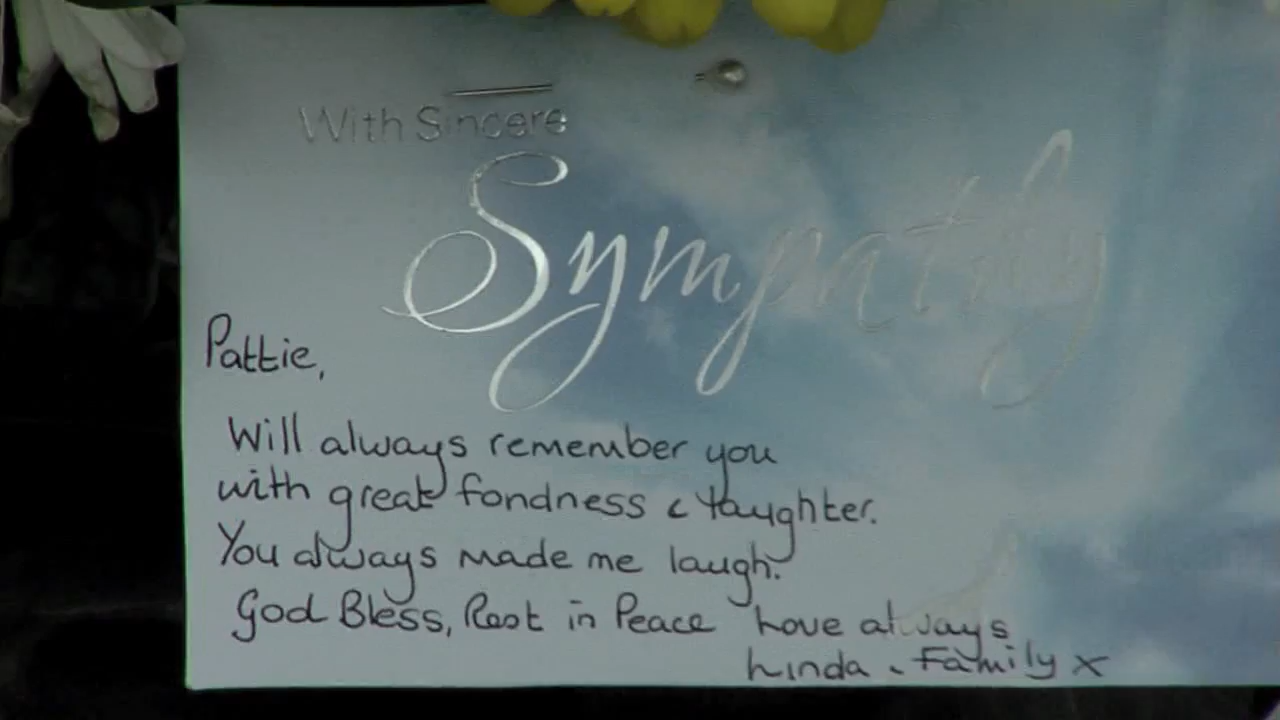 With Sincere
Sympathy
Pattie,
Will always remember you
with great fondness & laughter.
You always made me laugh.
God Bless, Rest in Peace Love always
Linda & Family x